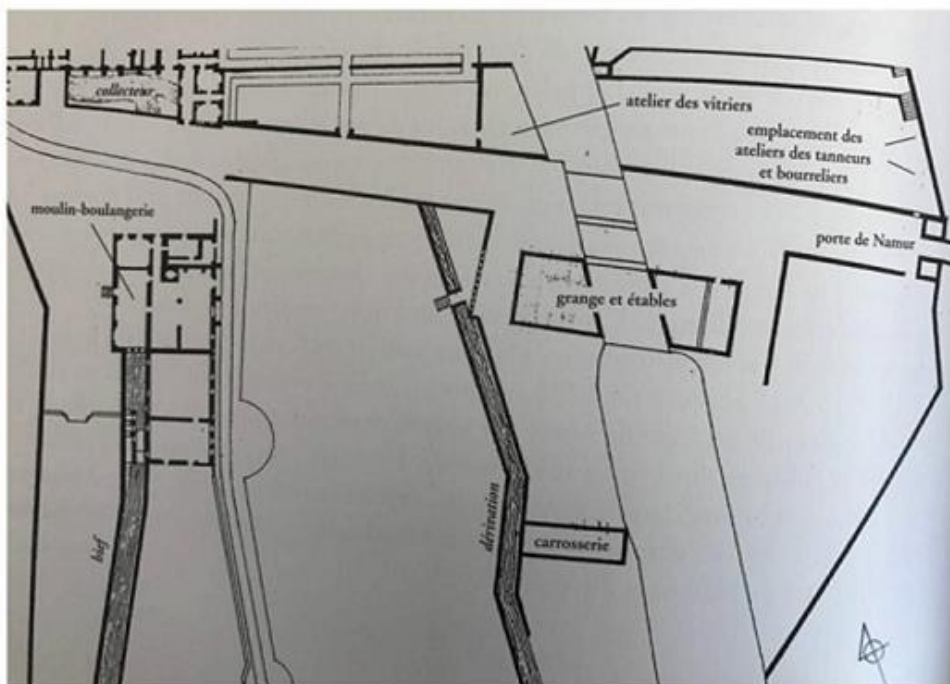 collecteur
atelier des vitriers
emplacement des
ateliers des tanneurs
et bourreliers
moulin-boulangerie
porte de Namur
grange et étables
dérivation
carrosserie
bief